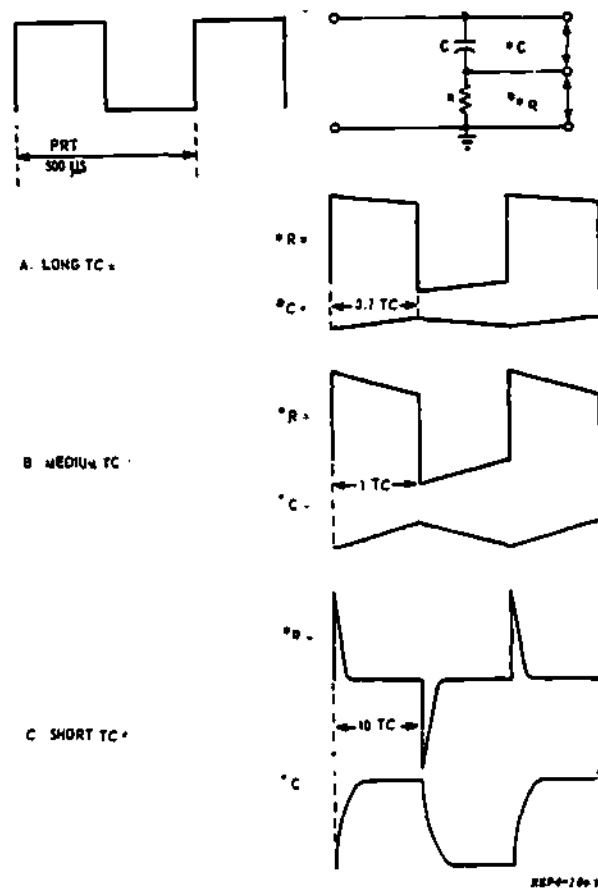 PRT
500 μS
C
e C
R
e R
A. LONG TC =
e R =
e C =
0.1 TC
B MEDIUM TC
e R =
1 TC
e C -
C SHORT TC
e R -
10 TC
e C